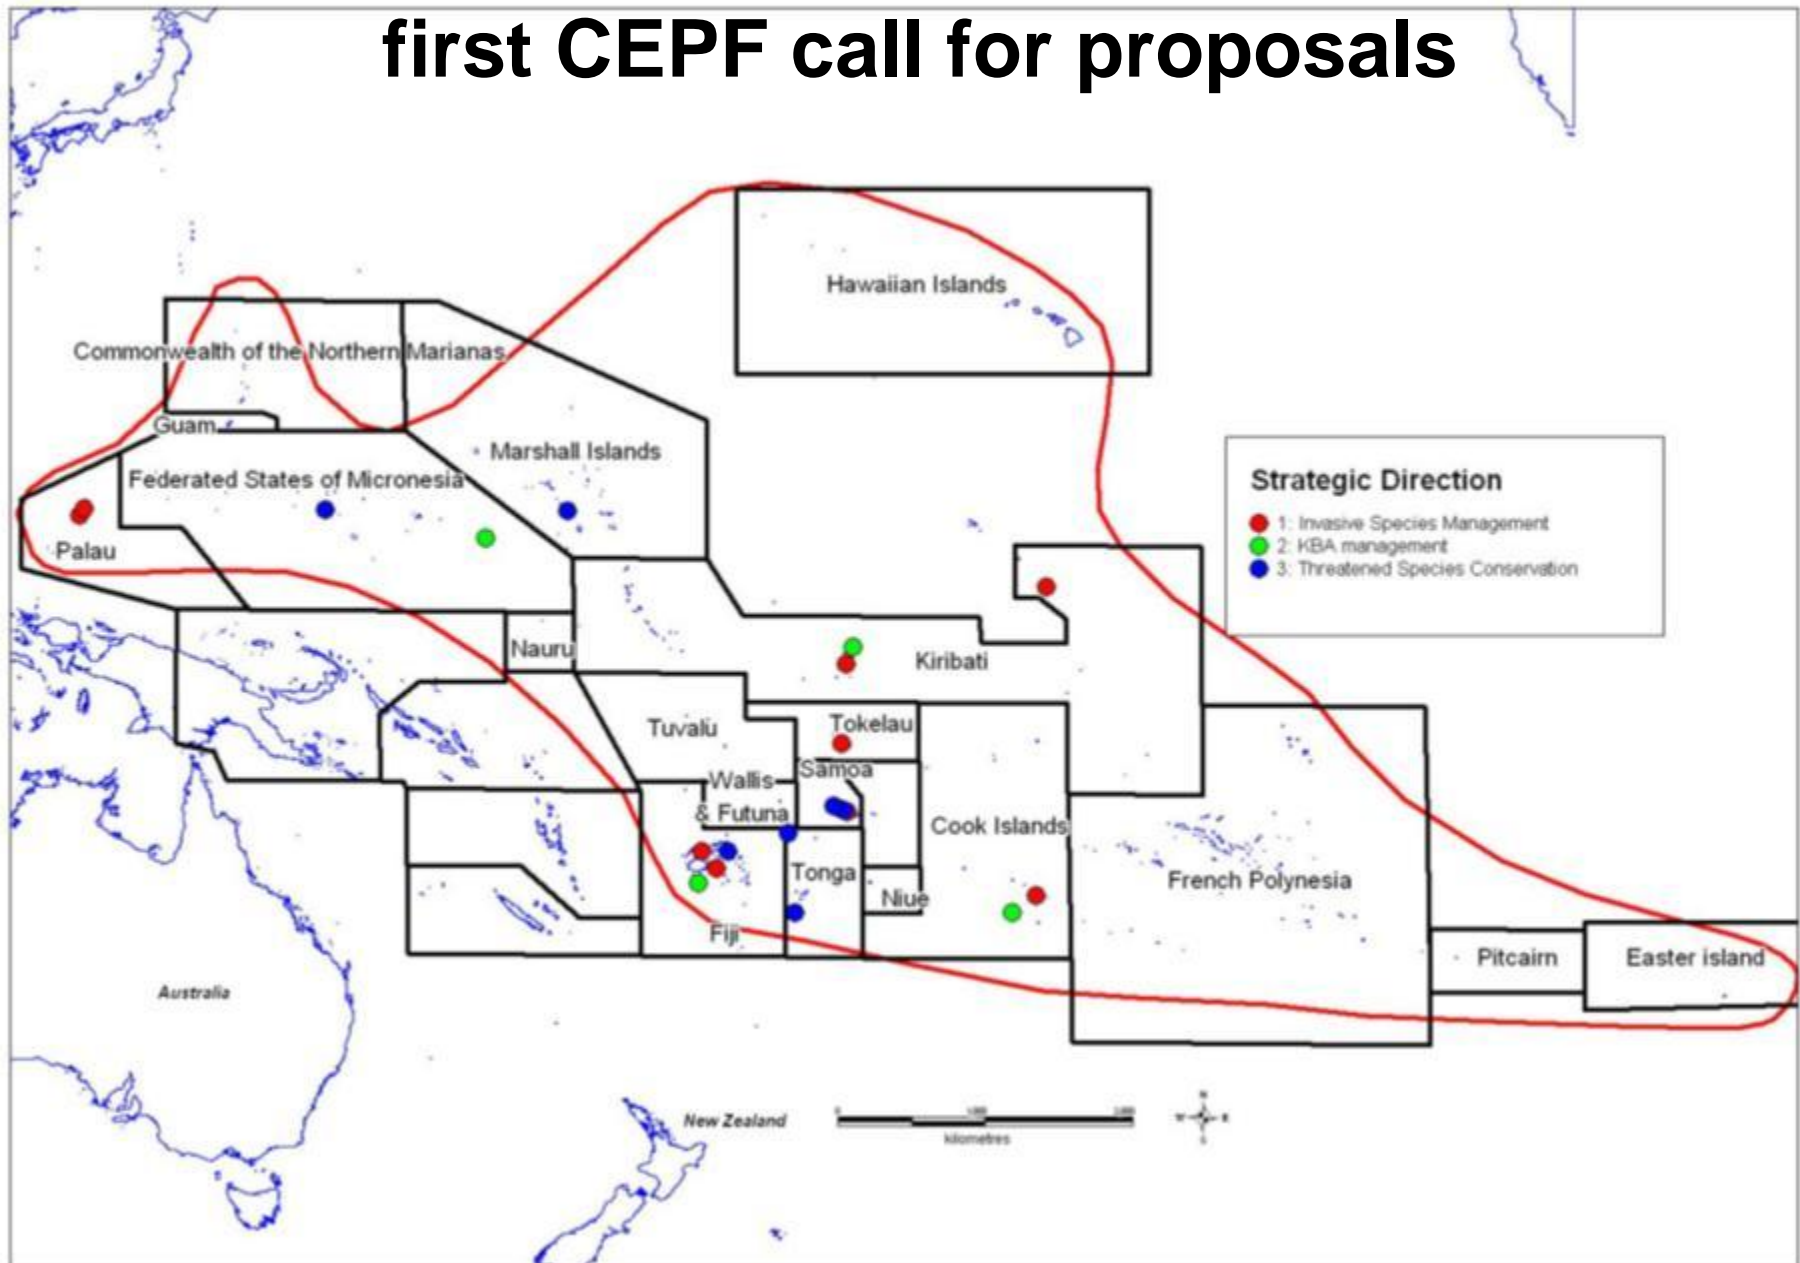 first CEPF call for proposals
Hawaiian Islands
Commonwealth of the Northern Marianas
Guam
Marshall Islands
Federated States of Micronesia
Strategic Direction
1: Invasive Species Management
2: KBA management
3: Threatened Species Conservation
Palau
Nauru
Kiribati
Tuvalu
Tokelau
Samoa
Wallis
& Futuna
Cook Islands
Tonga
French Polynesia
Niue
Fiji
Pitcairn
Easter island
Australia
New Zealand
kilometres
N
S